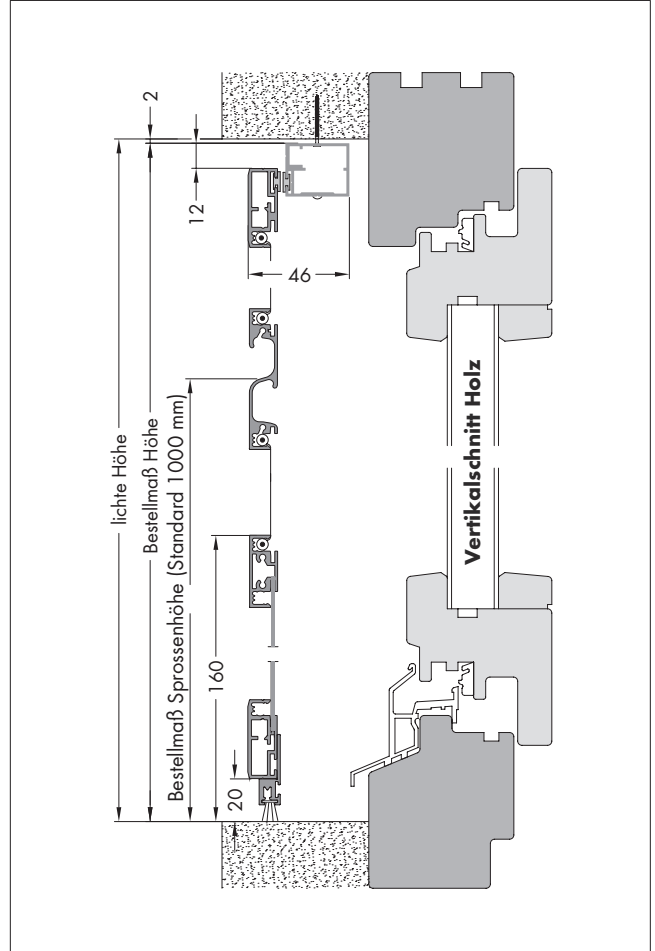 2
12
46
lichte Höhe
Bestellmaß Höhe
Bestellmaß Sprossenhöhe (Standard 1000 mm)
160
20
Vertikalschnitt Holz